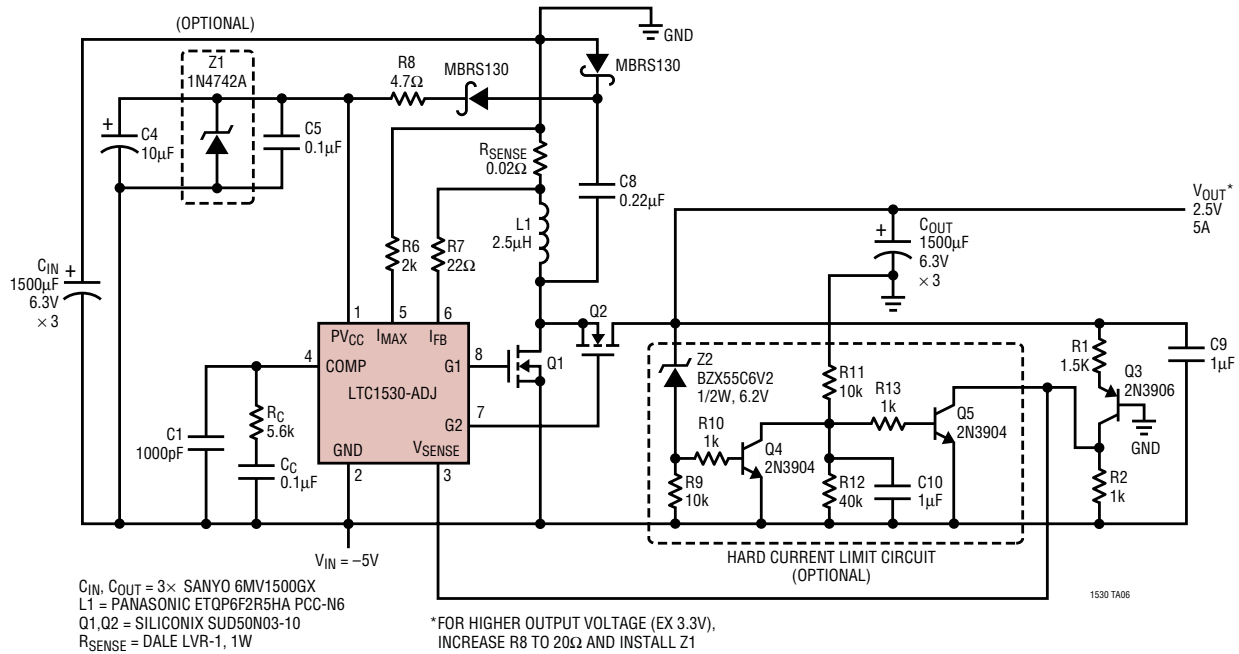 (OPTIONAL)
GND
Z1
1N4742A
R8
4.7Ω
MBRS130
MBRS130
+
C4
10µF
C5
0.1µF
RSENSE
0.02Ω
C8
0.22µF
VOUT*
2.5V
5A
L1
2.5µH
+
COUT
1500µF
6.3V
× 3
R6
2k
R7
22Ω
CIN
+
1500µF
6.3V
× 3
Q2
1
5
6
PVCC
IMAX
IFB
4
COMP
G1
8
Q1
LTC1530-ADJ
G2
7
VSENSE
GND
2
3
RC
5.6k
C1
1000pF
CC
0.1µF
Z2
BZX55C6V2
1/2W, 6.2V
R11
10k
R13
1k
Q5
2N3904
R10
1k
Q4
2N3904
R9
10k
R12
40k
C10
1µF
R1
1.5K
Q3
2N3906
GND
R2
1k
C9
1µF
HARD CURRENT LIMIT CIRCUIT
(OPTIONAL)
VIN = –5V
CIN, COUT = 3× SANYO 6MV1500GX
L1 = PANASONIC ETQP6F2R5HA PCC-N6
Q1,Q2 = SILICONIX SUD50N03-10
RSENSE = DALE LVR-1, 1W
*FOR HIGHER OUTPUT VOLTAGE (EX 3.3V),
INCREASE R8 TO 20Ω AND INSTALL Z1
1530 TA06